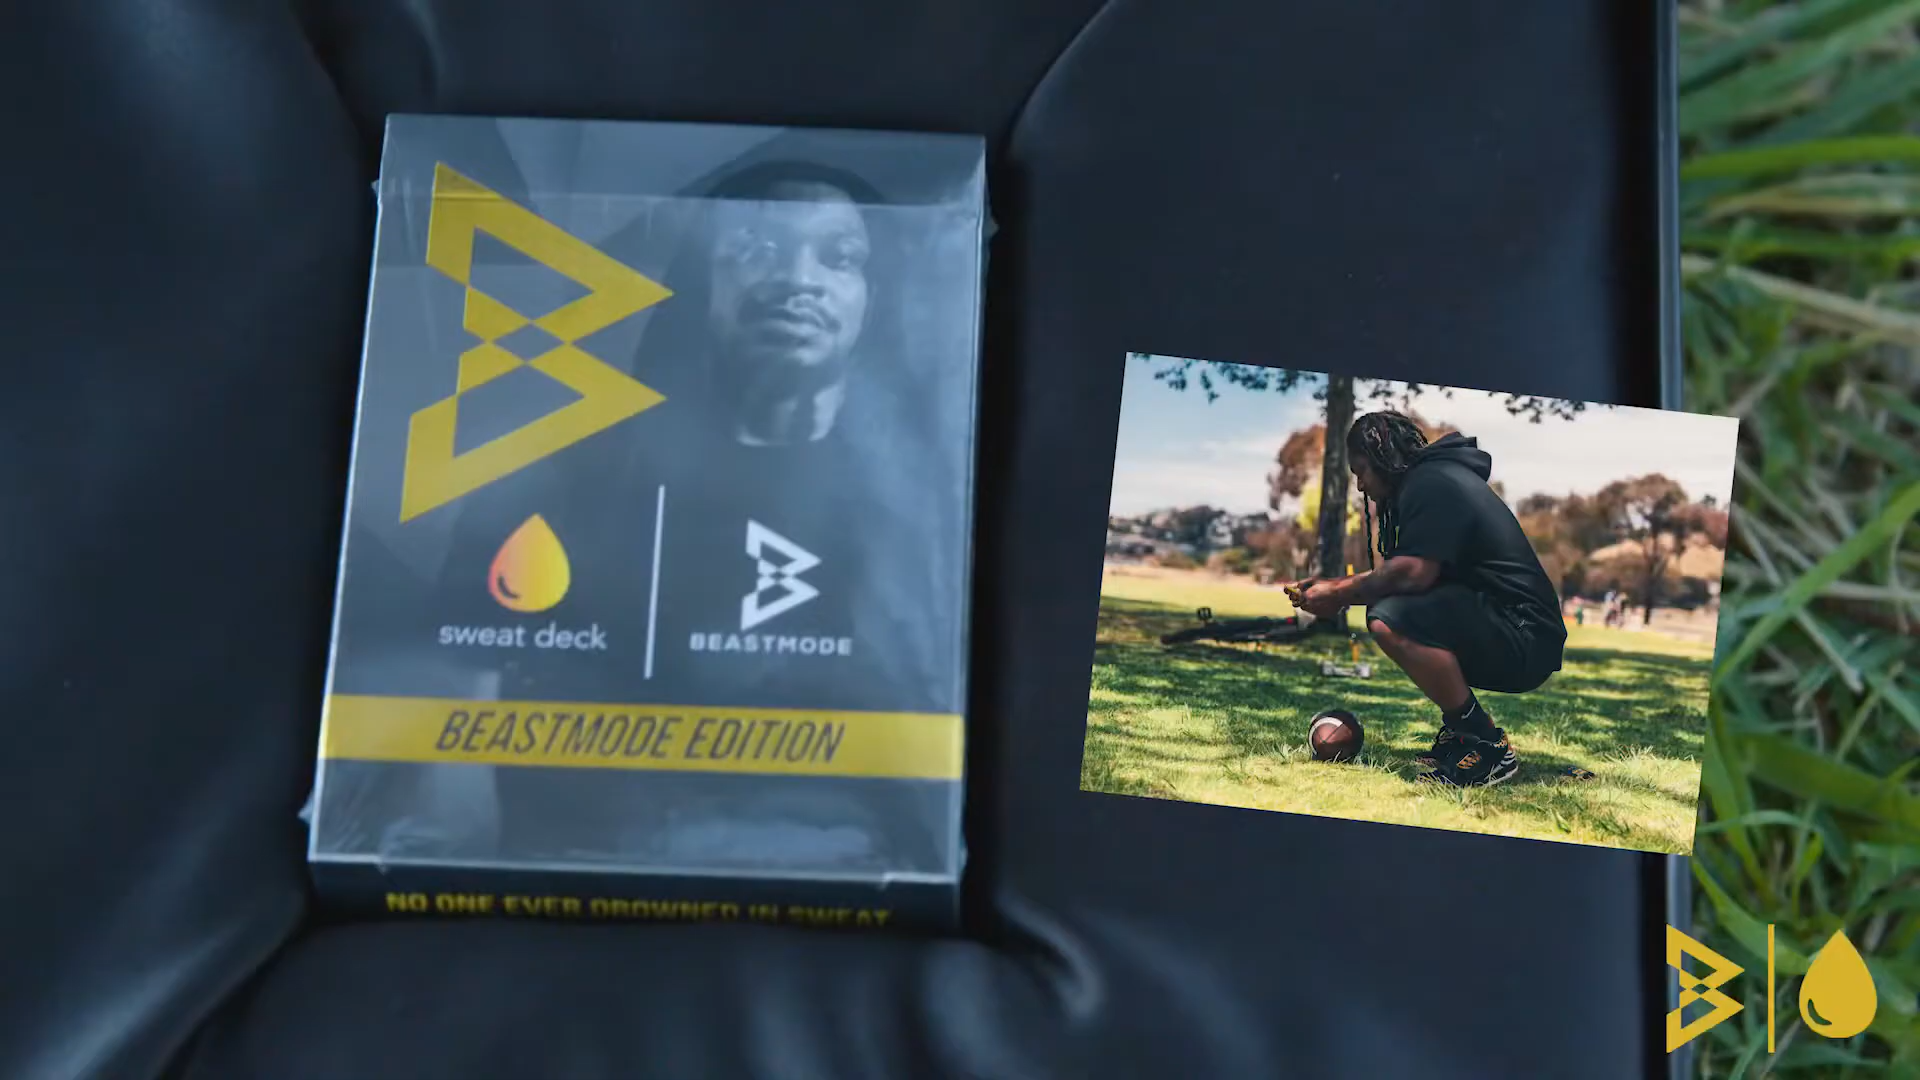 sweat deck
BEASTMODE
BEASTMODE EDITION
NO ONE EVER DROWNED IN SWEAT